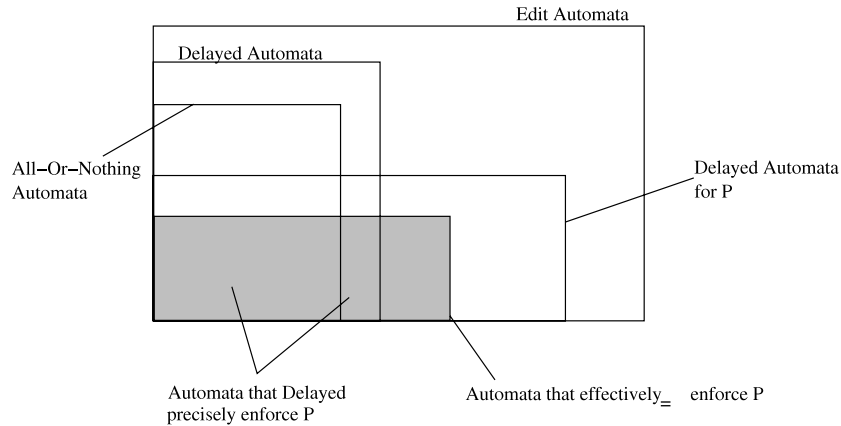 Edit Automata
Delayed Automata
All-Or-Nothing
Automata
Delayed Automata
for P
Automata that Delayed
precisely enforce P
Automata that effectively= enforce P